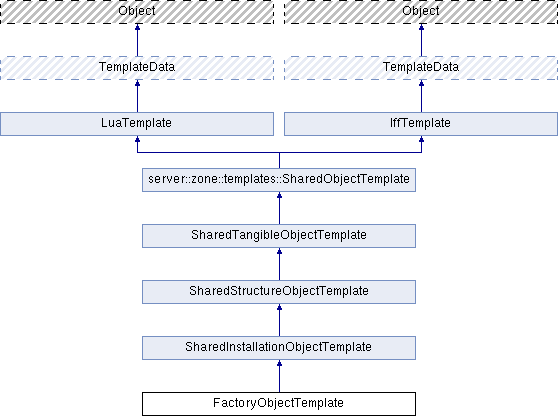 Object
Object
TemplateData
TemplateData
LuaTemplate
IffTemplate
server::zone::templates::SharedObjectTemplate
SharedTangibleObjectTemplate
SharedStructureObjectTemplate
SharedInstallationObjectTemplate
FactoryObjectTemplate